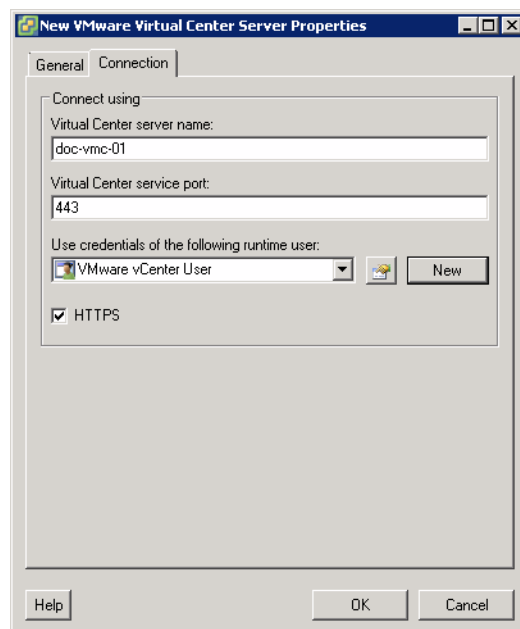 New VMware Virtual Center Server Properties
General Connection
Connect using
Virtual Center server name:
doc-vmc-01
Virtual Center service port:
443
Use credentials of the following runtime user:
VMware vCenter User New
HTTPS
Help OK Cancel